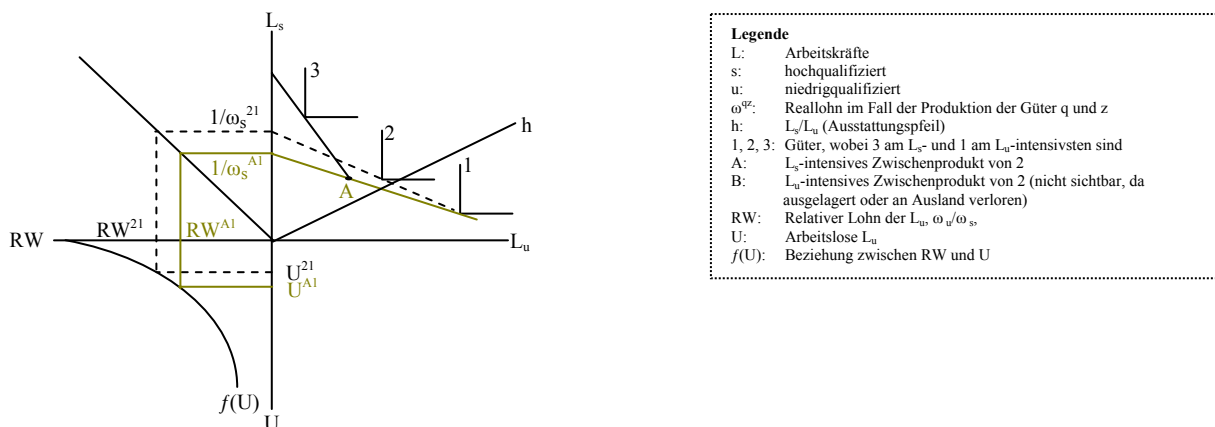 Lₛ
3
1/ωₛ²¹
2
h
1/ωₛᴬ¹
1
A
RW
RW²¹
RWᴬ¹
Lᵤ
U²¹
Uᴬ¹
ƒ(U)
U
Legende
L: Arbeitskräfte
s: hochqualifiziert
u: niedrigqualifiziert
ω^qz: Reallohn im Fall der Produktion der Güter q und z
h: Lₛ/Lᵤ (Ausstattungspfeil)
1, 2, 3: Güter, wobei 3 am Lₛ- und 1 am Lᵤ-intensivsten sind
A: Lₛ-intensives Zwischenprodukt von 2
B: Lᵤ-intensives Zwischenprodukt von 2 (nicht sichtbar, da
ausgelagert oder an Ausland verloren)
RW: Relativer Lohn der Lᵤ, ω ᵤ/ω ₛ,
U: Arbeitslose Lᵤ
ƒ(U): Beziehung zwischen RW und U